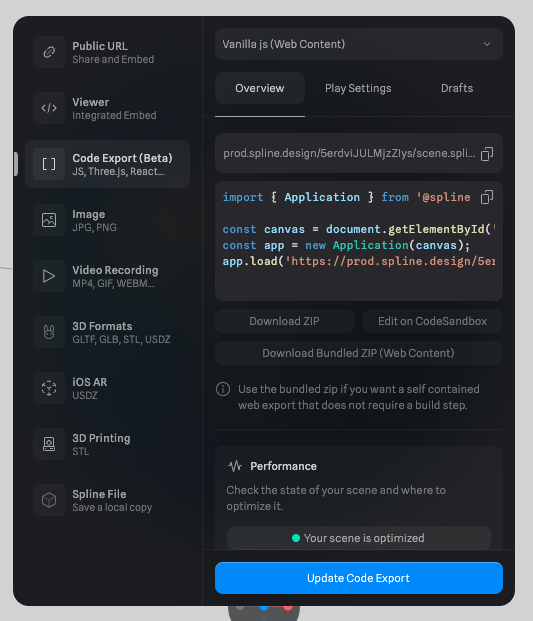 Public URL
Share and Embed
Viewer
Integrated Embed
Code Export (Beta)
JS, Three.js, React...
Image
JPG, PNG
Video Recording
MP4, GIF, WEBM...
3D Formats
GLTF, GLB, STL, USDZ
iOS AR
USDZ
3D Printing
STL
Spline File
Save a local copy
Vanilla js (Web Content)
Overview Play Settings Drafts
prod.spline.design/5erdviJULMjzZIys/scene.spli...
import { Application } from '@spline
const canvas = document.getElementById('
const app = new Application(canvas);
app.load('https://prod.spline.design/5er
Download ZIP Edit on CodeSandbox
Download Bundled ZIP (Web Content)
Use the bundled zip if you want a self contained
web export that does not require a build step.
Performance
Check the state of your scene and where to
optimize it.
Your scene is optimized
Update Code Export